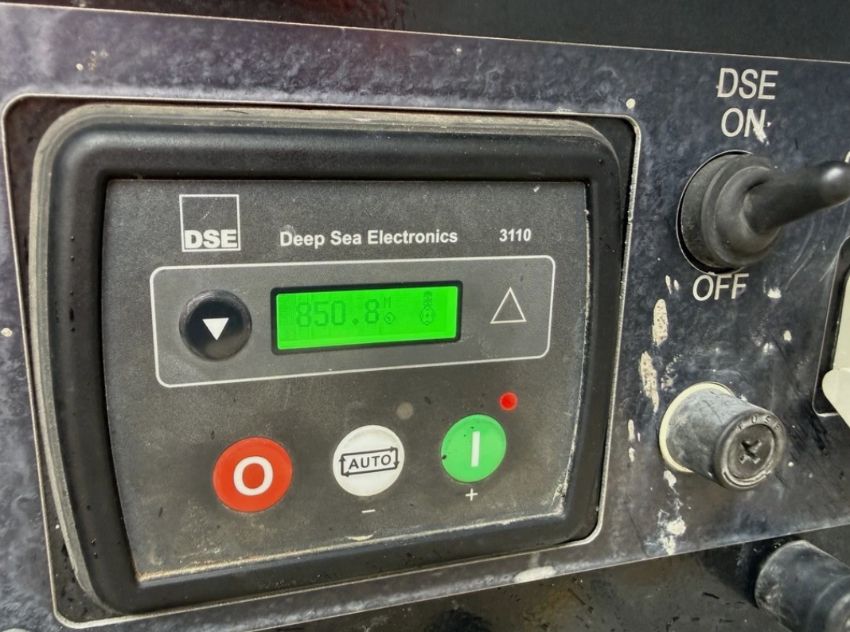 DSE
ON
DSE
Deep Sea Electronics
3110
850.8
H
OFF
O
AUTO
I
-
+